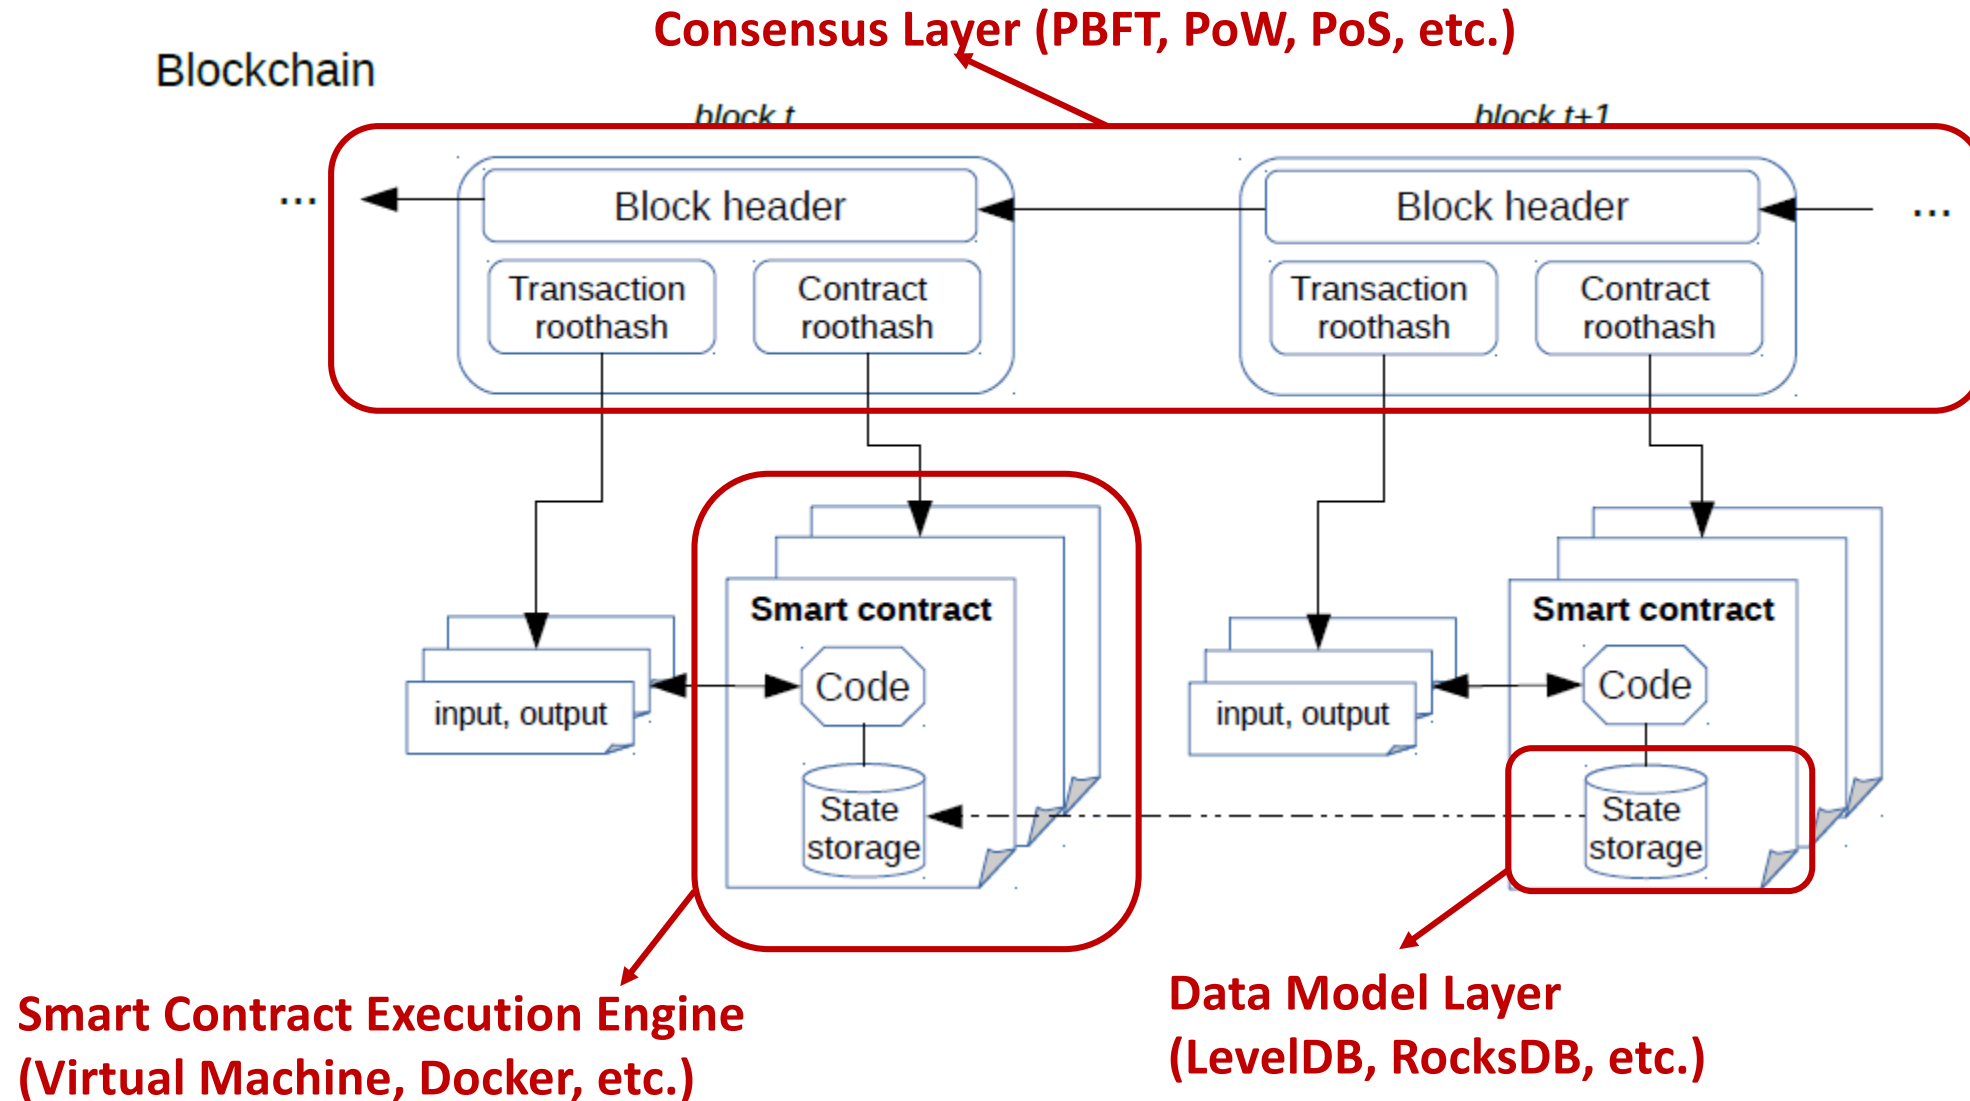 Consensus Layer (PBFT, PoW, PoS, etc.)
Blockchain
block t
block t+1
...
Block header
Block header
...
Transaction
roothash
Contract
roothash
Transaction
roothash
Contract
roothash
Smart contract
Code
input, output
State
storage
Smart contract
Code
input, output
State
storage
Smart Contract Execution Engine
(Virtual Machine, Docker, etc.)
Data Model Layer
(LevelDB, RocksDB, etc.)